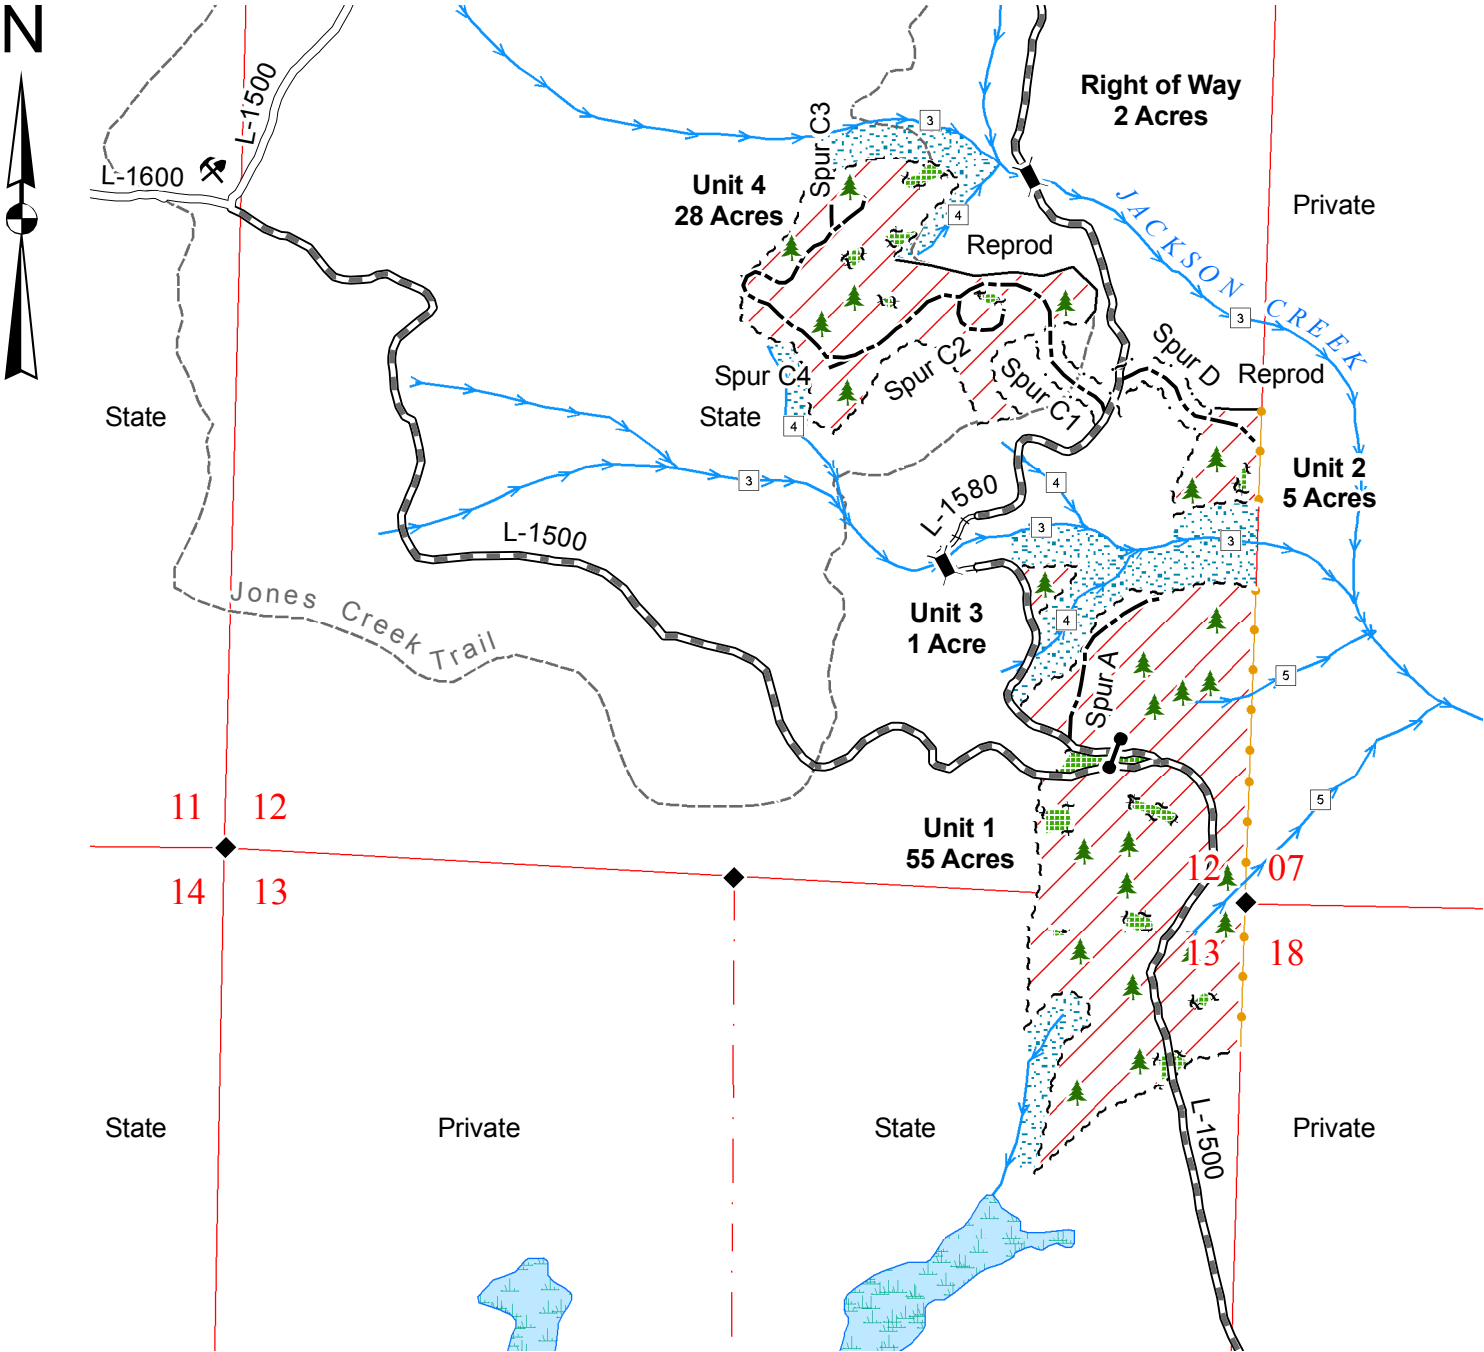 N
L-1500
L-1600
Spur C3
3
Right of Way
2 Acres
Unit 4
28 Acres
4
Private
JACKSON CREEK
Reprod
3
Spur D
Spur C2
Spur C4
Spur C1
Reprod
State
State
4
Unit 2
5 Acres
3
4
L-1580
3
3
L-1500
Jones Creek Trail
Unit 3
1 Acre
4
Spur A
5
5
11
12
Unit 1
55 Acres
12
07
14
13
13
18
State
Private
State
L-1500
Private